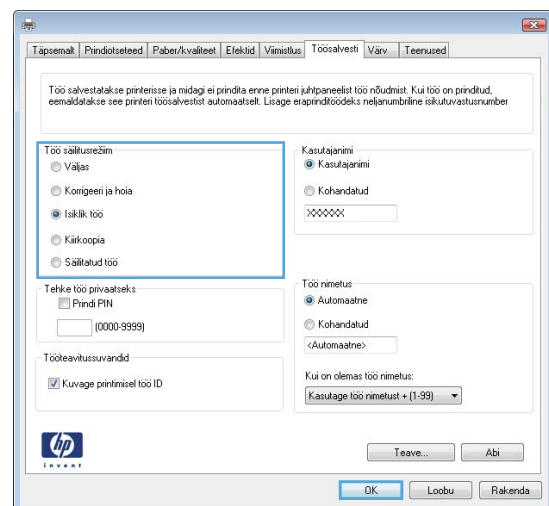 Täpsemalt Prindiotseteed Paber/kvaliteet Efektid Viimistlus Töösalvesti Värv Teenused
Töö salvestatakse printerisse ja midagi ei prindita enne printeri juhtpaneelist töö nõudmist. Kui töö on prinditud,
eemaldatakse see printeri töösalvestist automaatselt. Lisage eraprinditöödeks neljanumbriline isikutuvastusnumber
Töö säilitusrežiim
Väljas
Korrigeeri ja hoia
Isiklik töö
Kiirkoopia
Säilitatud töö
Kasutajanimi
Kasutajanimi
Kohandatud
XXXXXX
Tehke töö privaatseks
Prindi PIN
(0000-9999)
Töö nimetus
Automaatne
Kohandatud
<Automaatne>
Kui on olemas töö nimetus:
Kasutage töö nimetust + (1-99)
Tööteavitussuvandid
Kuvage printimisel töö ID
hp
invent
Teave... Abi
OK Loobu Rakenda